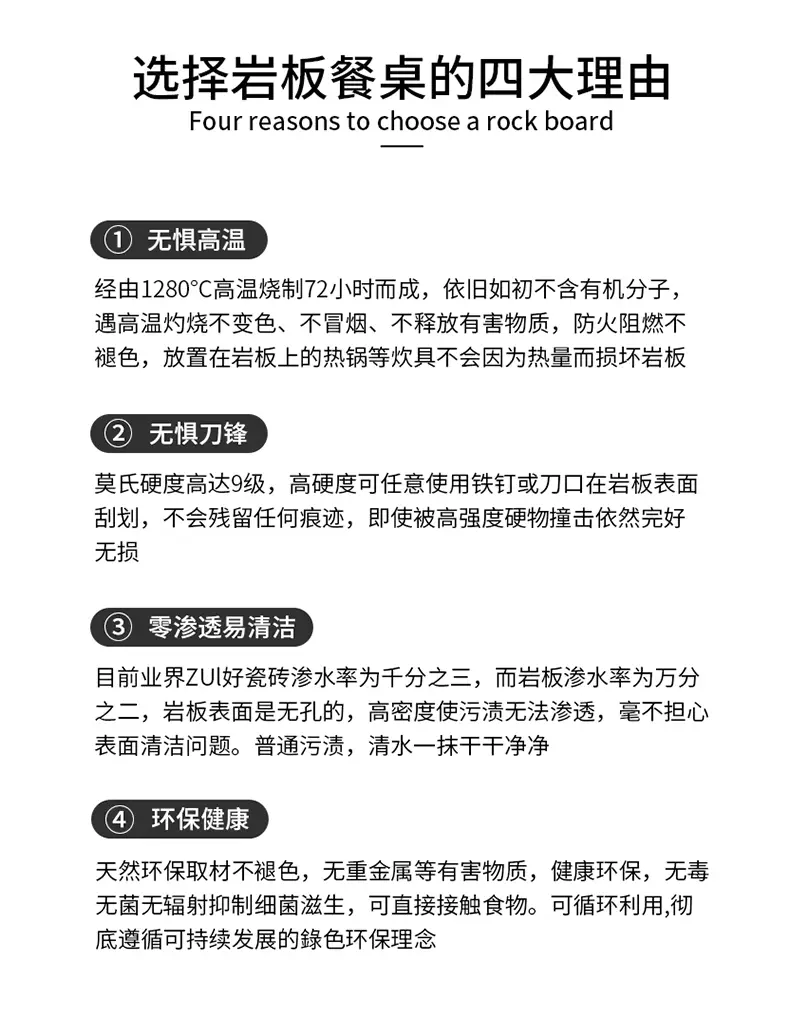 选择岩板餐桌的四大理由
Four reasons to choose a rock board
① 无惧高温
经由1280°C高温烧制72小时而成，依旧如初不含有机分子，
遇高温灼烧不变色、不冒烟、不释放有害物质，防火阻燃不
褪色，放置在岩板上的热锅等炊具不会因为热量而损坏岩板
② 无惧刀锋
莫氏硬度高达9级，高硬度可任意使用铁钉或刀口在岩板表面
刮划，不会残留任何痕迹，即使被高强度硬物撞击依然完好
无损
③ 零渗透易清洁
目前业界ZUl好瓷砖渗水率为千分之三，而岩板渗水率为万分
之二，岩板表面是无孔的，高密度使污渍无法渗透，毫不担心
表面清洁问题。普通污渍，清水一抹干干净净
④ 环保健康
天然环保取材不褪色，无重金属等有害物质，健康环保，无毒
无菌无辐射抑制细菌滋生，可直接接触食物。可循环利用,彻
底遵循可持续发展的綠色环保理念